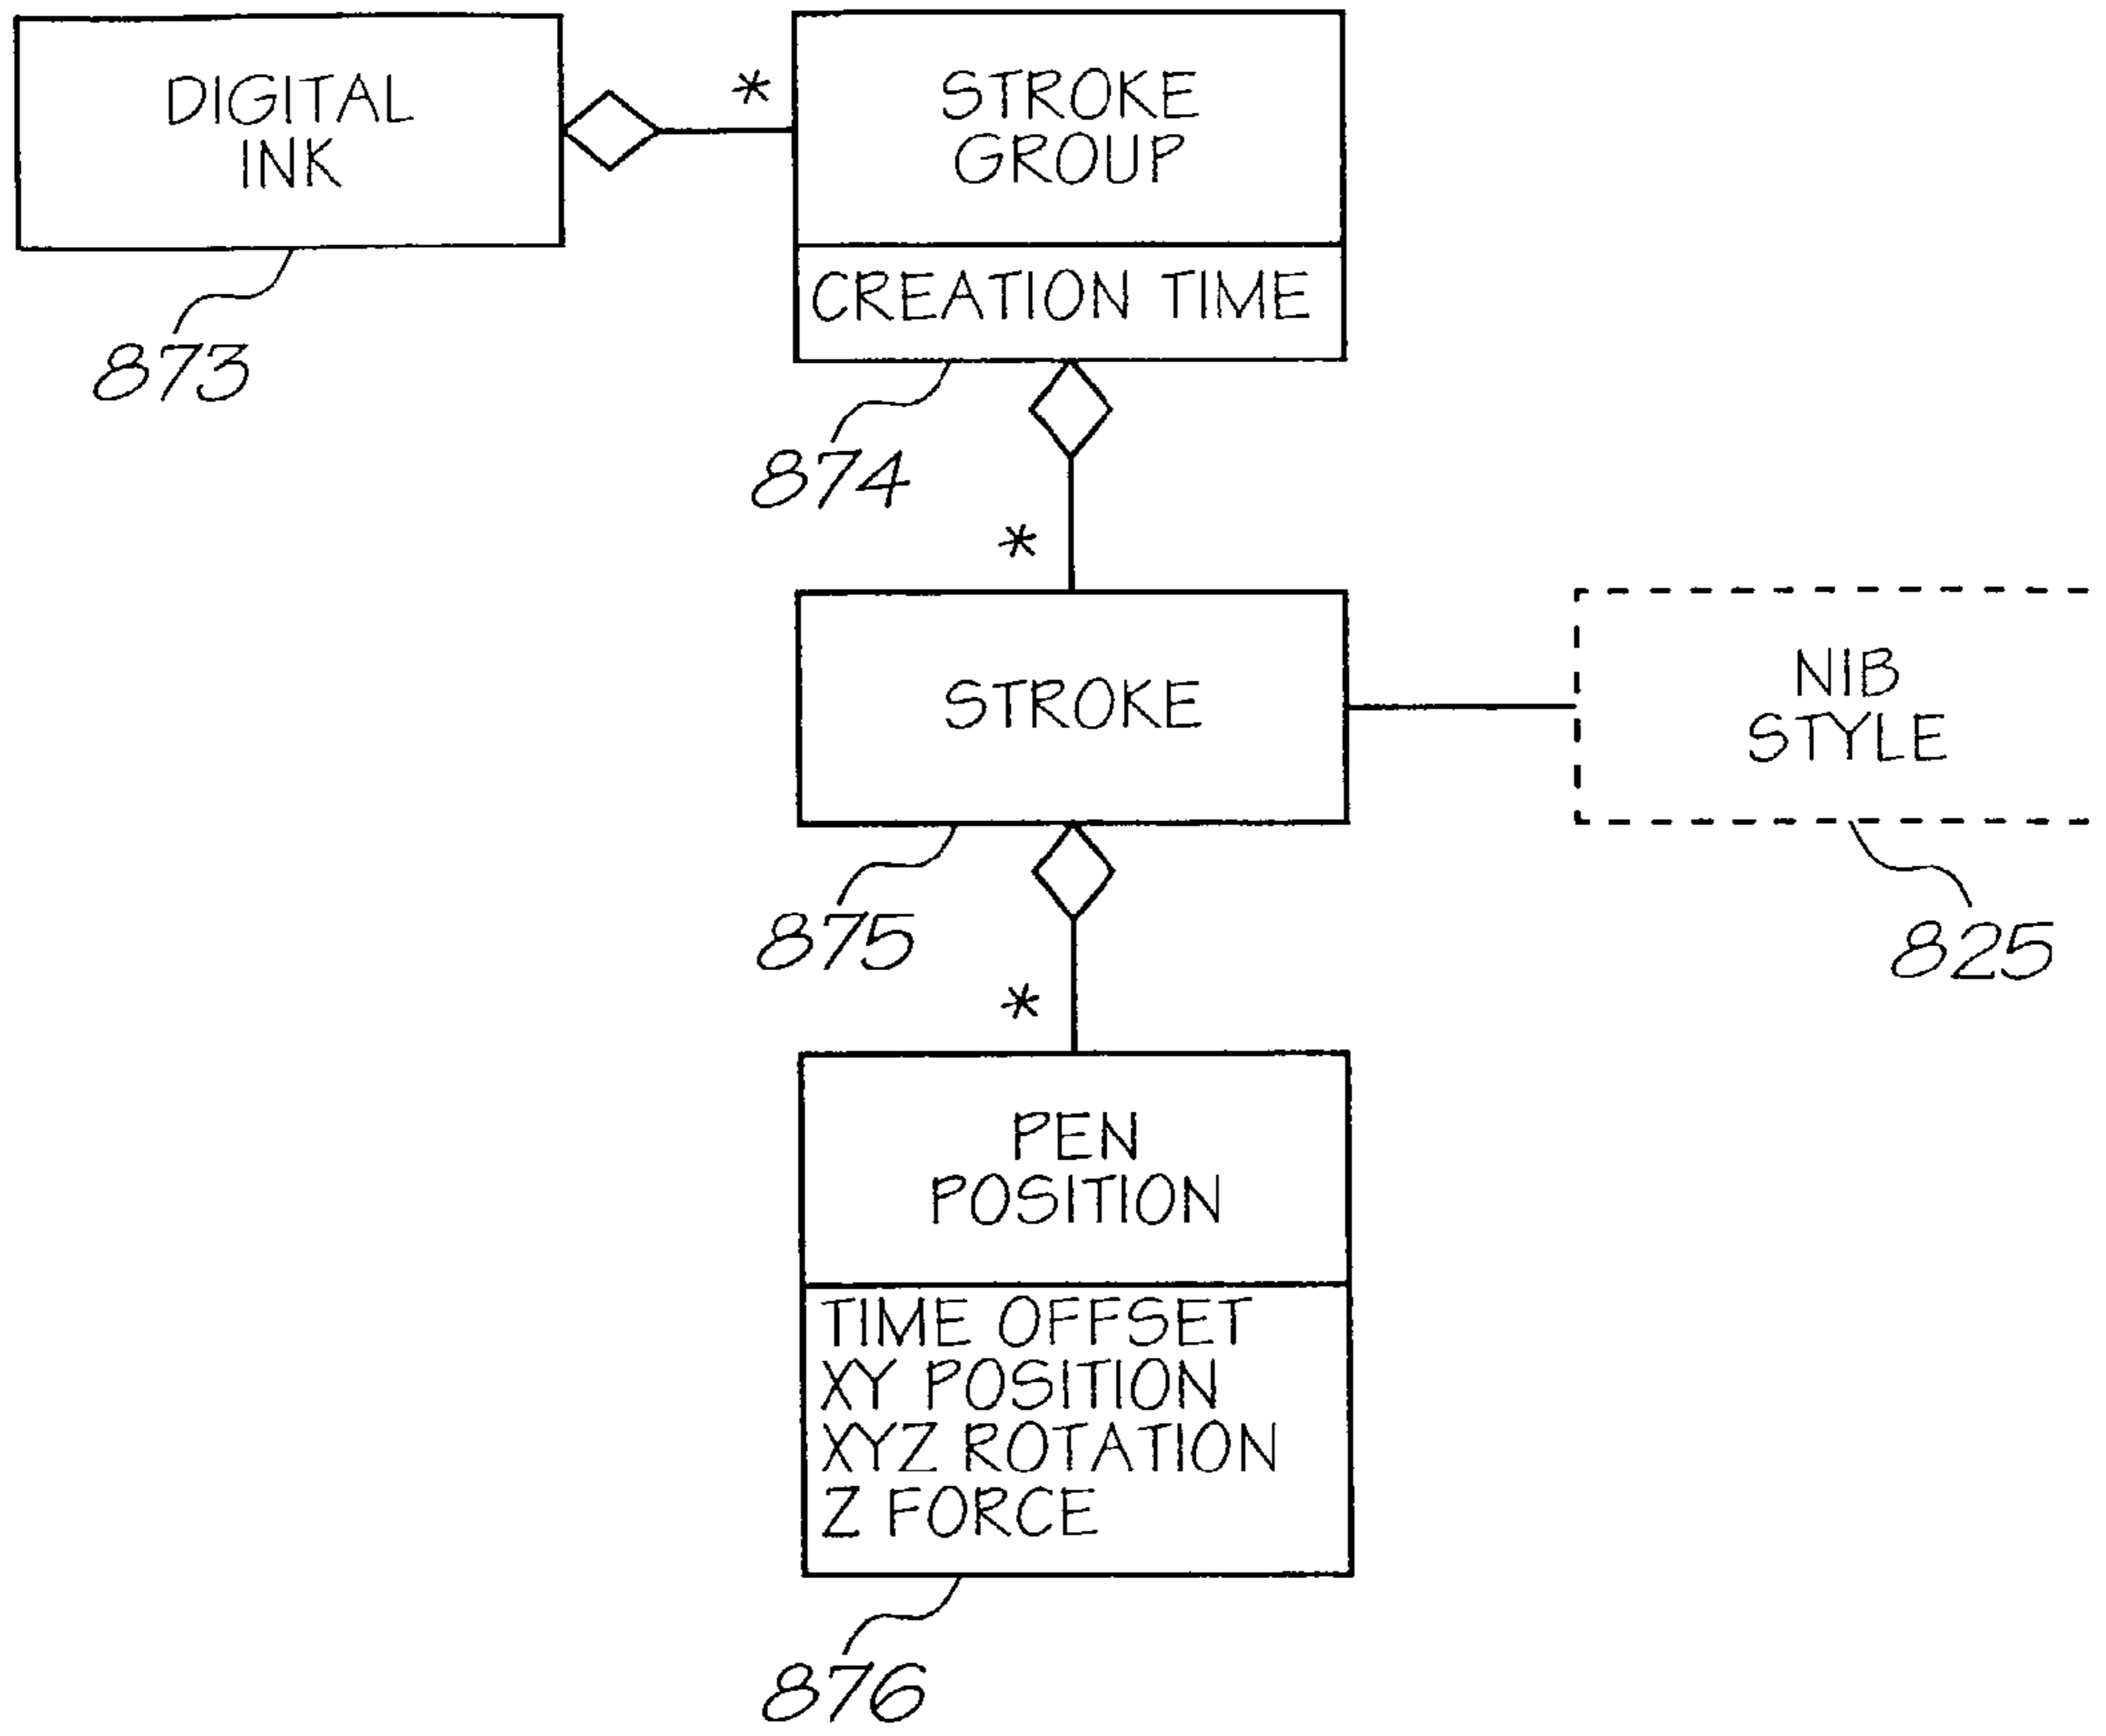 DIGITAL
INK
*
STROKE
GROUP
CREATION TIME
873
874
*
STROKE
NIB
STYLE
875
825
*
PEN
POSITION
TIME OFFSET
XY POSITION
XYZ ROTATION
Z FORCE
876